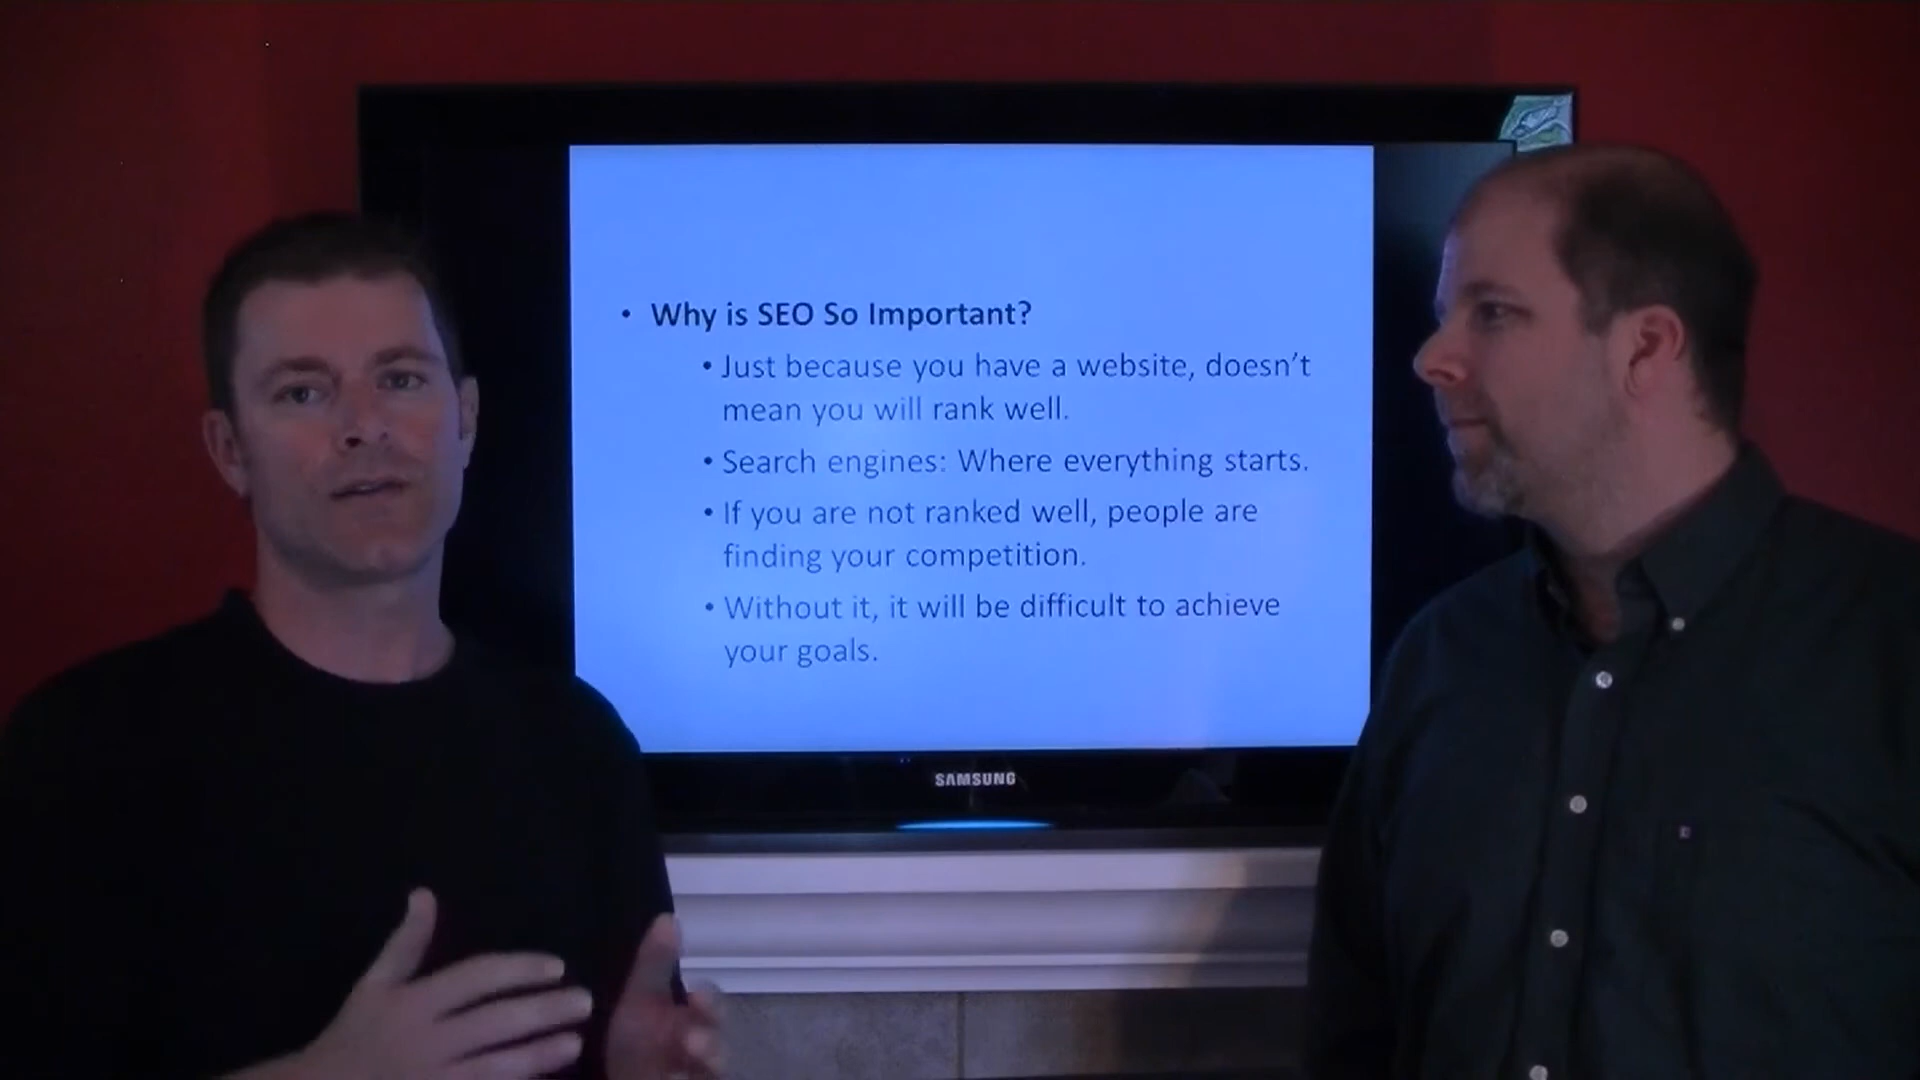 • Why is SEO So Important?
• Just because you have a website, doesn't
mean you will rank well.
• Search engines: Where everything starts.
• If you are not ranked well, people are
finding your competition.
• Without it, it will be difficult to achieve
your goals.
SAMSUNG